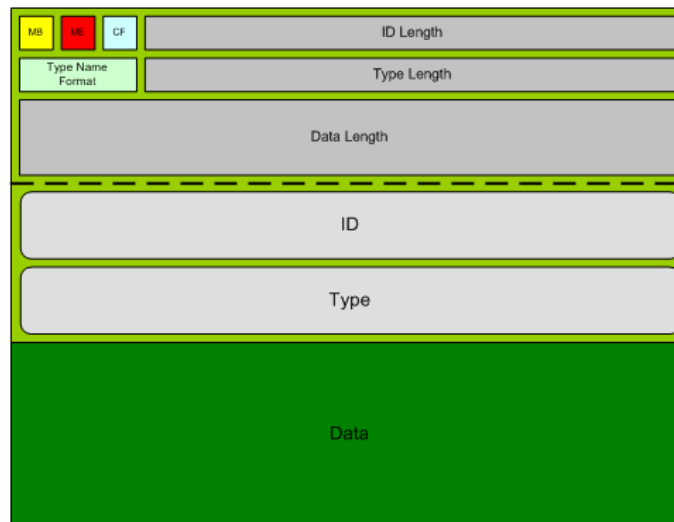 MB ME CF ID Length
Type Name
Format
Type Length
Data Length
ID
Type
Data